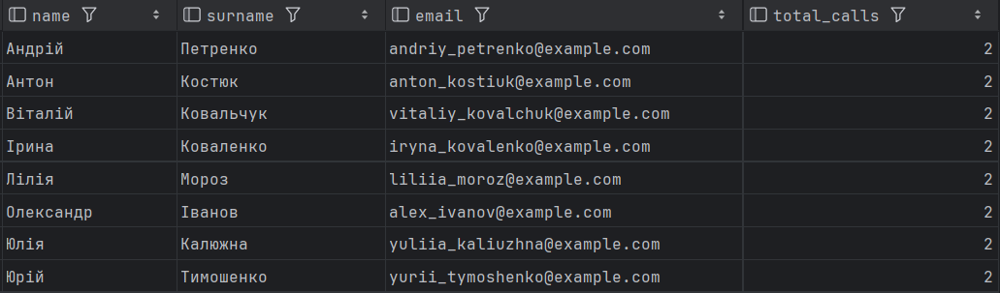 name surname email total_calls
Андрій Петренко andriy_petrenko@example.com 2
Антон Костюк anton_kostiuk@example.com 2
Віталій Ковальчук vitaliy_kovalchuk@example.com 2
Ірина Коваленко iryna_kovalenko@example.com 2
Лілія Мороз liliia_moroz@example.com 2
Олександр Іванов alex_ivanov@example.com 2
Юлія Калюжна yuliia_kaliuzhna@example.com 2
Юрій Тимошенко yurii_tymoshenko@example.com 2